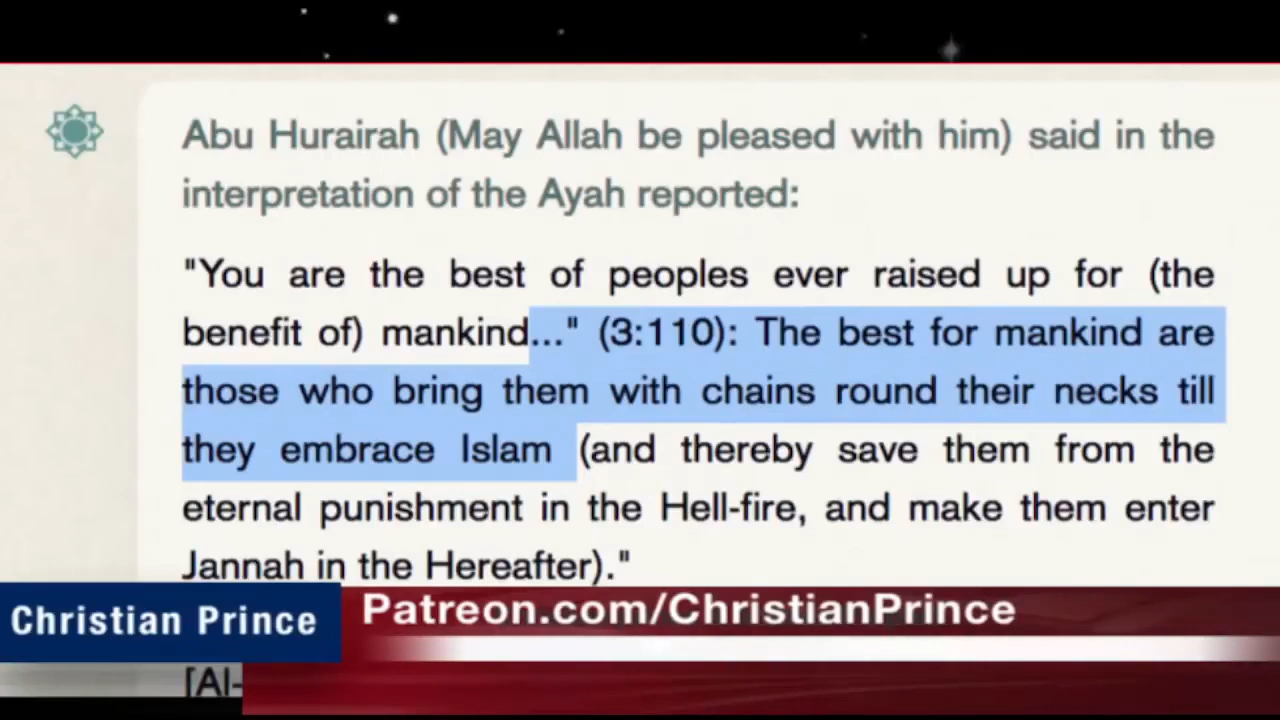 Abu Hurairah (May Allah be pleased with him) said in the
interpretation of the Ayah reported:
"You are the best of peoples ever raised up for (the
benefit of) mankind..." (3:110): The best for mankind are
those who bring them with chains round their necks till
they embrace Islam (and thereby save them from the
eternal punishment in the Hell-fire, and make them enter
Jannah in the Hereafter)."
Christian Prince
Patreon.com/ChristianPrince
[Al-